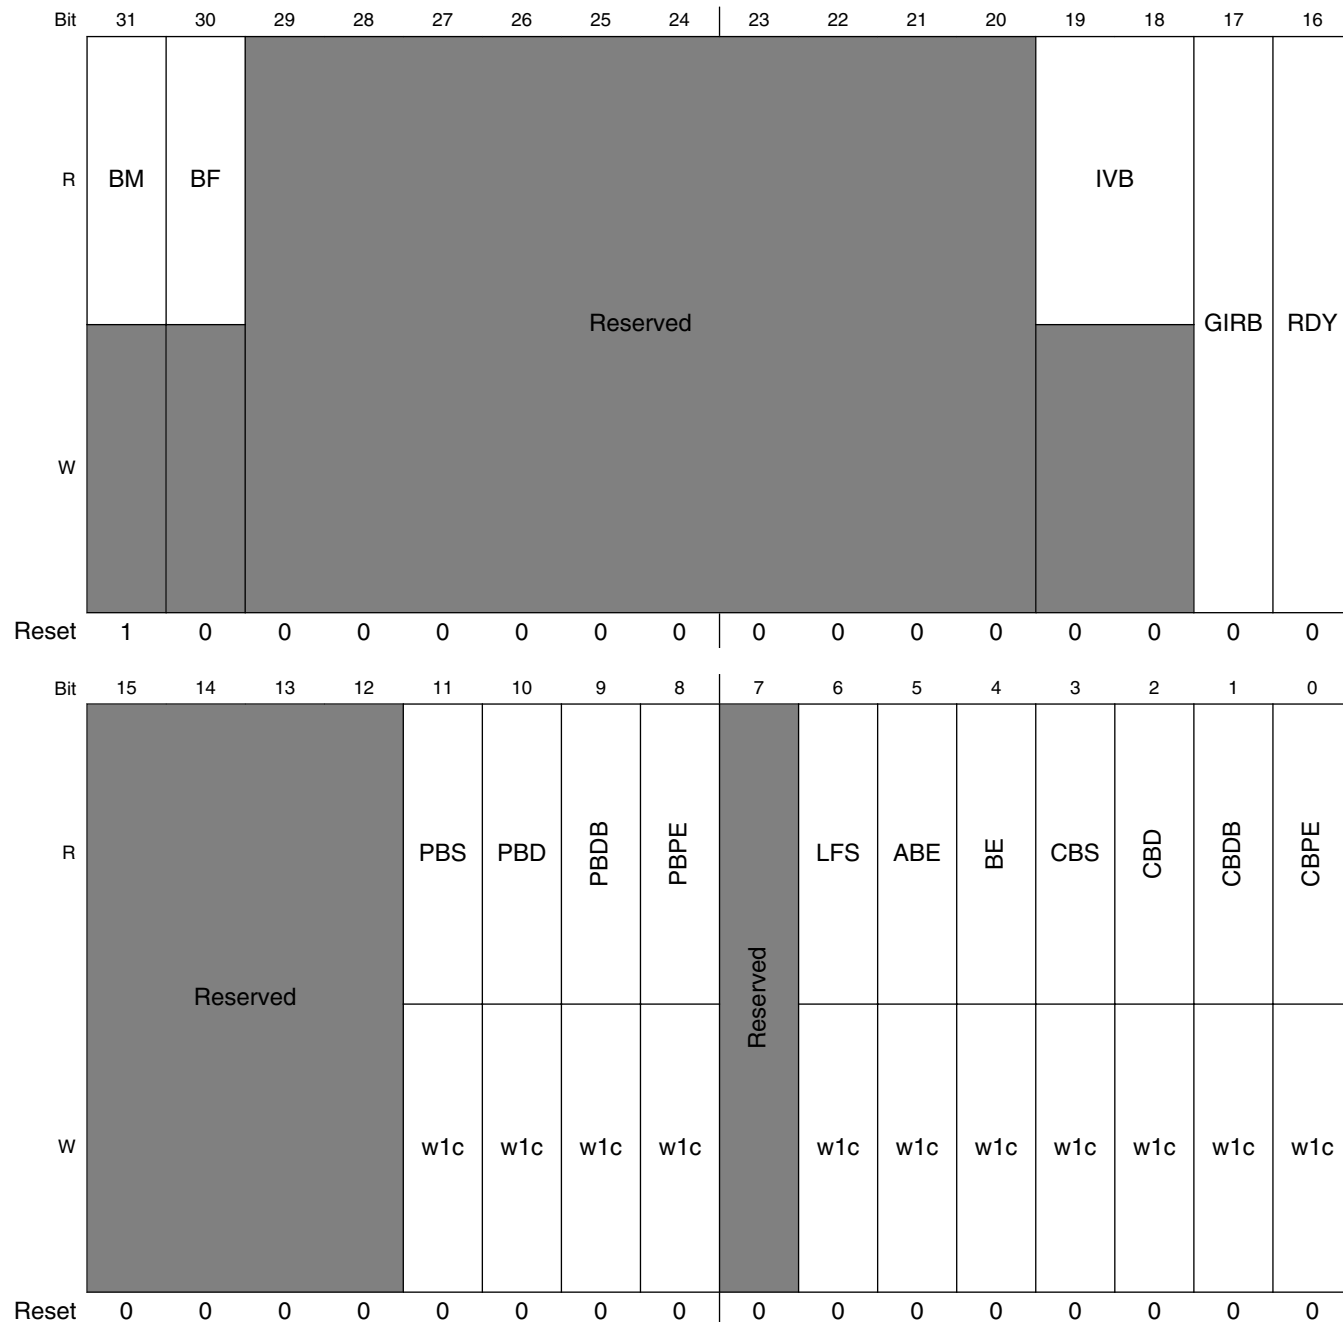 Bit 31 30 29 28 27 26 25 24 23 22 21 20 19 18 17 16
R BM BF IVB
Reserved GIRB RDY
W
Reset 1 0 0 0 0 0 0 0 0 0 0 0 0 0 0 0
Bit 15 14 13 12 11 10 9 8 7 6 5 4 3 2 1 0
R PBS PBD PBDB PBPE LFS ABE BE CBS CBD CBDB CBPE
Reserved Reserved
W w1c w1c w1c w1c w1c w1c w1c w1c w1c w1c w1c
Reset 0 0 0 0 0 0 0 0 0 0 0 0 0 0 0 0